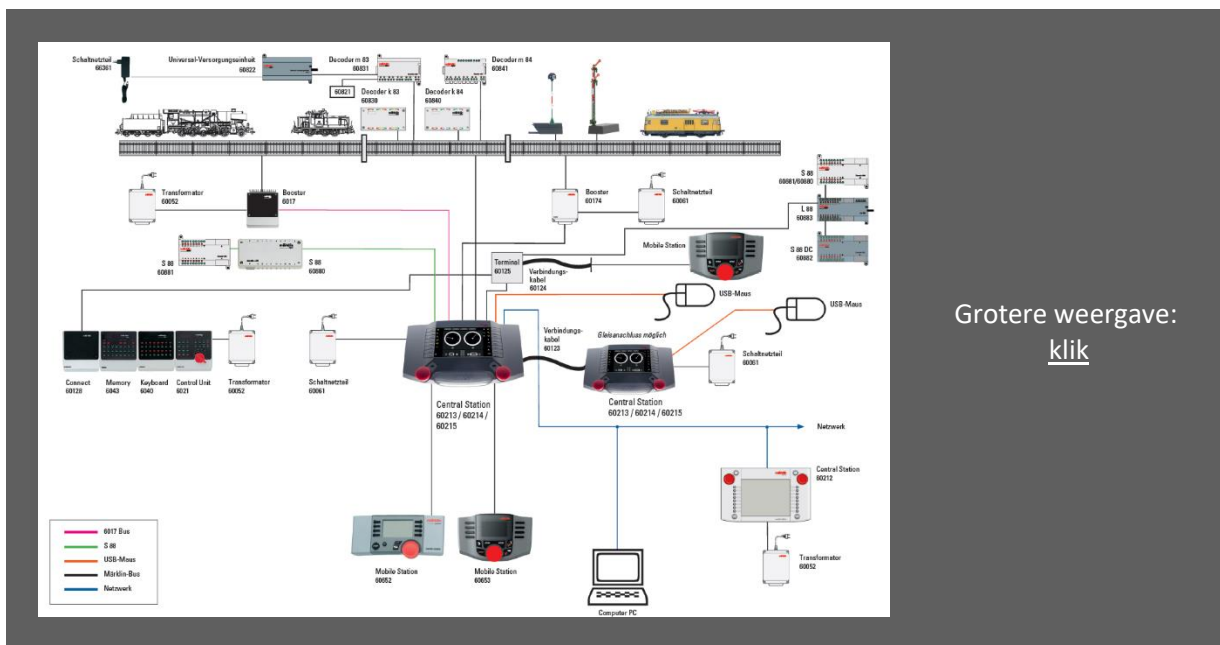 Schaltnetzteil
66361
Universal-Versorgungseinheit
60822
Decoder m 83
60831
Decoder m 84
60841
60821
Decoder k 83
60830
Decoder k 84
60840
Transformator
60052
Booster
6017
Booster
60174
Schaltnetzteil
60061
S 88
60881/60880
L 88
60883
S 88 DC
60882
S 88
60881
S 88
60880
Terminal
60125
Verbindungs-
kabel
60124
Mobile Station
USB-Maus
USB-Maus
Connect
60128
Memory
6043
Keyboard
6040
Control Unit
6021
Transformator
60052
Schaltnetzteil
60061
Verbindungs-
kabel
60123
Gleisanschluss möglich
Schaltnetzteil
60061
Central Station
60213 / 60214 /
60215
Central Station
60213 / 60214 / 60215
Netzwerk
Central Station
60212
Transformator
60052
Mobile Station
60652
Mobile Station
60653
Computer PC
6017 Bus
S 88
USB-Maus
Märklin-Bus
Netzwerk
Grotere weergave:
klik